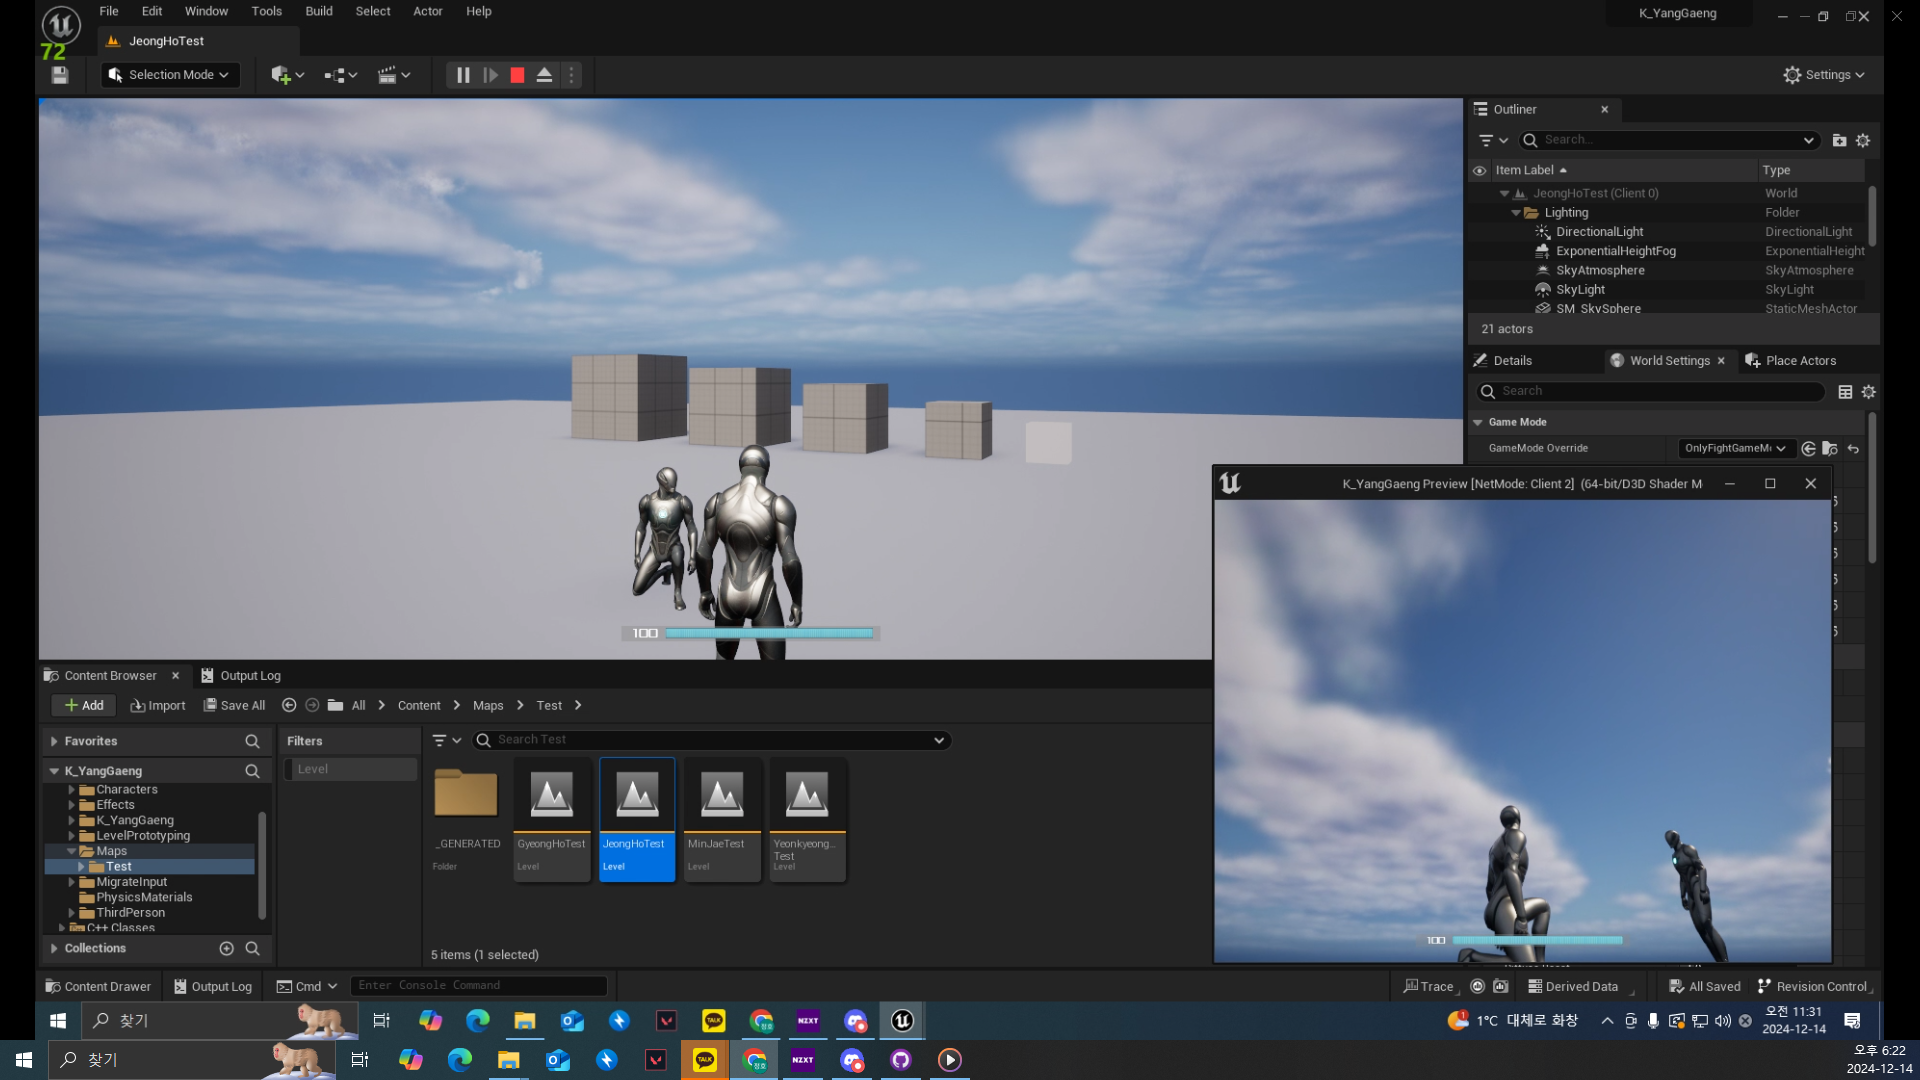 File Edit Window Tools Build Select Actor Help
K_YangGaeng
72
JeongHoTest
Selection Mode
Settings
Outliner
Search...
Item Label Type
JeongHoTest (Client 0) World
Lighting Folder
DirectionalLight DirectionalLight
ExponentialHeightFog ExponentialHeight
SkyAtmosphere SkyAtmosphere
SkyLight SkyLight
SM_SkySphere StaticMeshActor
21 actors
Details World Settings Place Actors
Search
Game Mode
GameMode Override OnlyFightGameM
K_YangGaeng Preview [NetMode: Client 2] (64-bit/D3D Shader M
100
100
Content Browser Output Log
Add Import Save All All Content Maps Test
Favorites
Filters
Search Test
Level
K_YangGaeng
Characters
Effects
K_YangGaeng
LevelPrototyping
Maps
Test
MigrateInput
PhysicsMaterials
ThirdPerson
C++ Classes
Collections
_GENERATED
Folder
GyeongHoTest
Level
JeongHoTest
Level
MinJaeTest
Level
Yeonkyeong...
Test
Level
5 items (1 selected)
Content Drawer Output Log Cmd Enter Console Command
Trace Derived Data All Saved Revision Control
찾기
TALK
NZXT
1
1°C 대체로 화창
오전 11:31
2024-12-14
찾기
TALK
NZXT
오후 6:22
2024-12-14